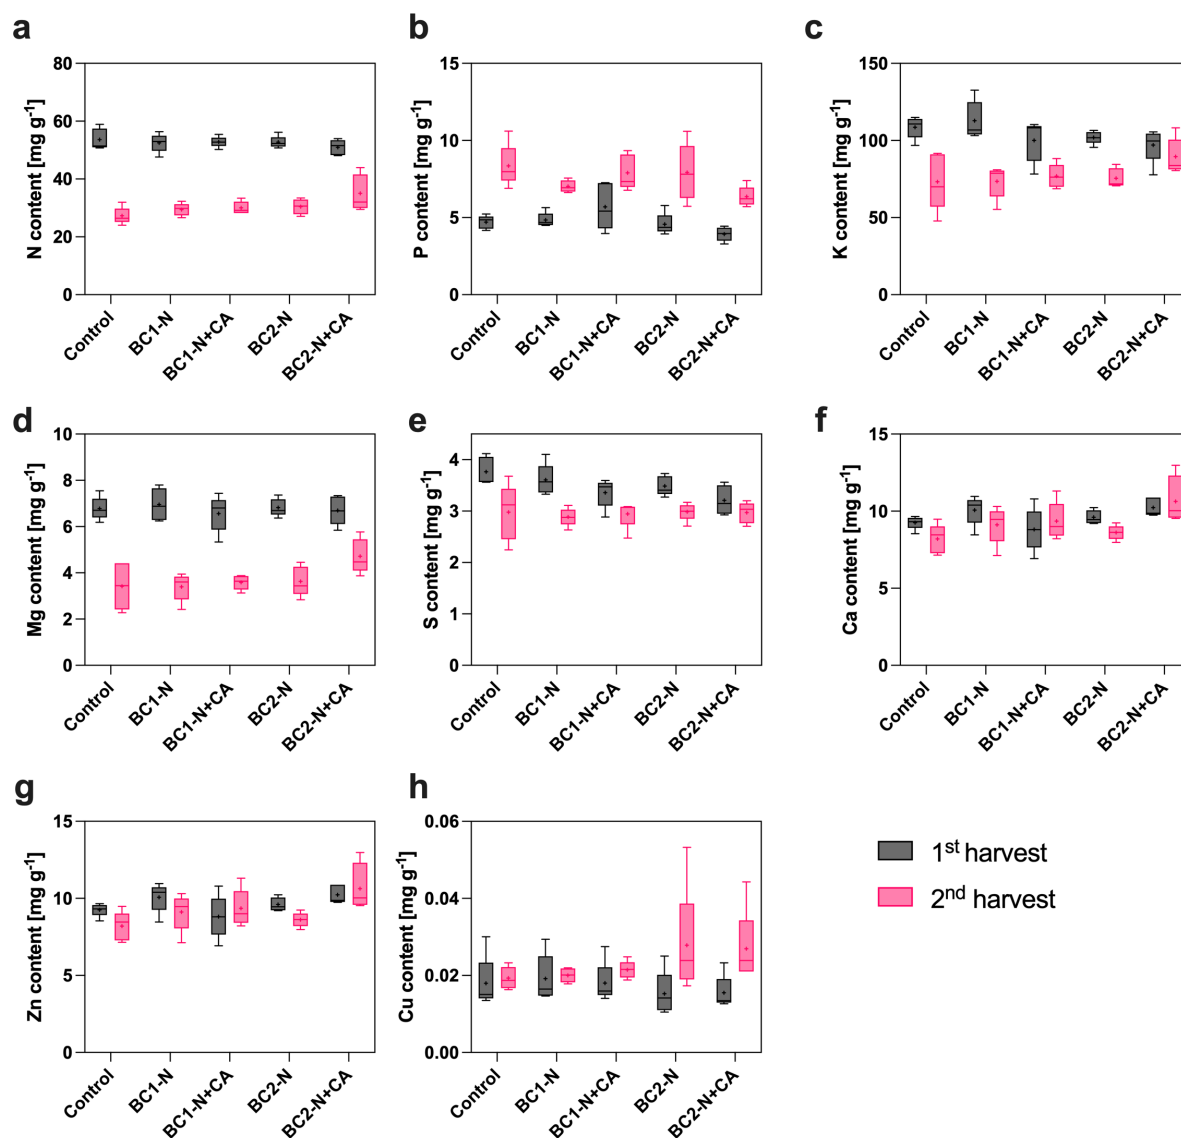 a
N content [mg g⁻¹]
80
60
40
20
0
Control
BC1-N
BC1-N+CA
BC2-N
BC2-N+CA
b
P content [mg g⁻¹]
15
10
5
0
Control
BC1-N
BC1-N+CA
BC2-N
BC2-N+CA
c
K content [mg g⁻¹]
150
100
50
0
Control
BC1-N
BC1-N+CA
BC2-N
BC2-N+CA
d
Mg content [mg g⁻¹]
10
8
6
4
2
0
Control
BC1-N
BC1-N+CA
BC2-N
BC2-N+CA
e
S content [mg g⁻¹]
4
3
2
1
0
Control
BC1-N
BC1-N+CA
BC2-N
BC2-N+CA
f
Ca content [mg g⁻¹]
15
10
5
0
Control
BC1-N
BC1-N+CA
BC2-N
BC2-N+CA
g
Zn content [mg g⁻¹]
15
10
5
0
Control
BC1-N
BC1-N+CA
BC2-N
BC2-N+CA
h
Cu content [mg g⁻¹]
0.06
0.04
0.02
0.00
Control
BC1-N
BC1-N+CA
BC2-N
BC2-N+CA
1st harvest
2nd harvest